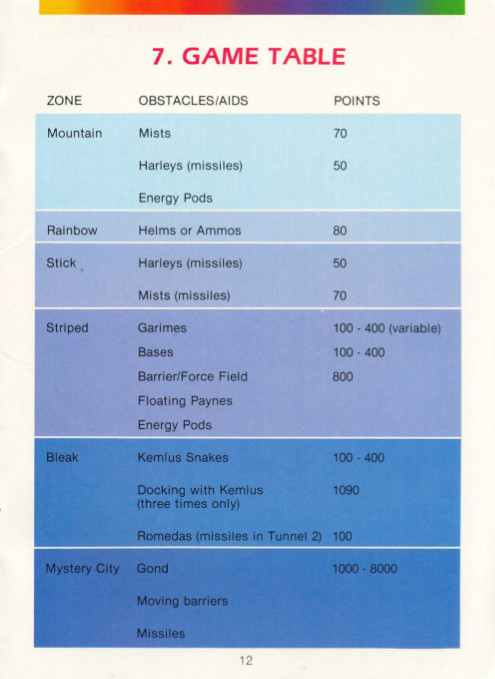 7. GAME TABLE
ZONE OBSTACLES/AIDS POINTS
Mountain Mists 70
Harleys (missiles) 50
Energy Pods
Rainbow Helms or Ammos 80
Stick Harleys (missiles) 50
Mists (missiles) 70
Striped Garimes 100 - 400 (variable)
Bases 100 - 400
Barrier/Force Field 800
Floating Paynes
Energy Pods
Bleak Kemlus Snakes 100 - 400
Docking with Kemlus 1090
(three times only)
Romedas (missiles in Tunnel 2) 100
Mystery City Gond 1000 - 8000
Moving barriers
Missiles
12